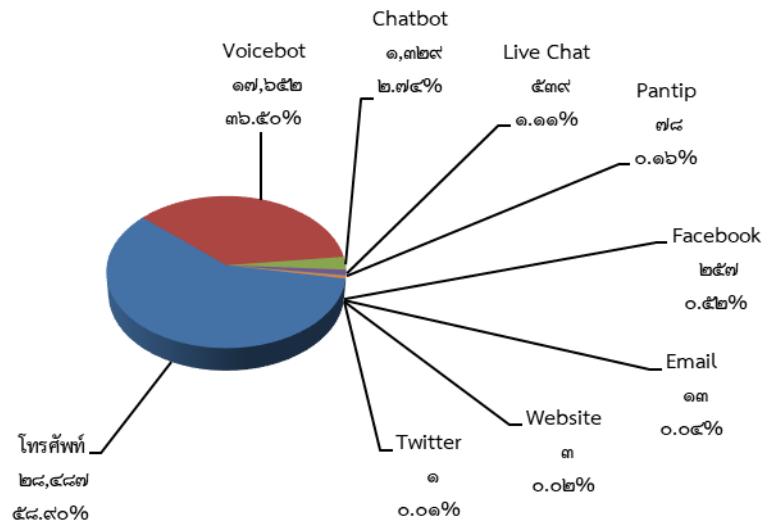 Chatbot
๑,๓๒๙
๒.๗๔%
Voicebot
๑๗,๖๕๒
๓๖.๕๐%
Live Chat
๕๓๙
๑.๑๑%
Pantip
๗๘
๐.๑๖%
Facebook
๒๕๗
๐.๕๒%
Email
๑๓
๐.๐๔%
Website
๓
๐.๐๒%
Twitter
๑
๐.๐๑%
โทรศัพท์
๒๘,๔๘๗
๕๘.๙๐%